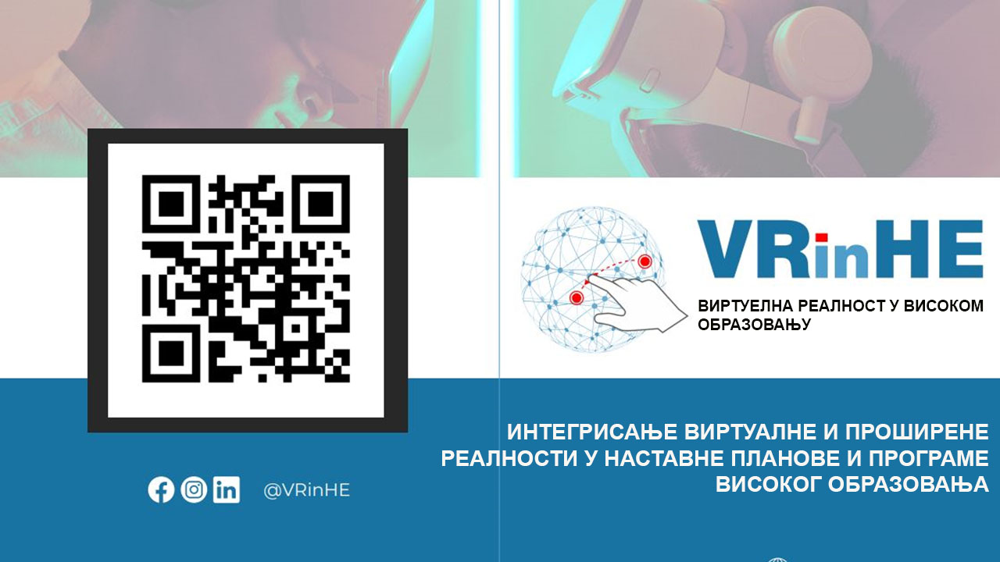 VRinHE
ВИРТУЕЛНА РЕАЛНОСТ У ВИСОКОМ
ОБРАЗОВАЊУ
ИНТЕГРИСАЊЕ ВИРТУАЛНЕ И ПРОШИРЕНЕ
РЕАЛНОСТИ У НАСТАВНЕ ПЛАНОВЕ И ПРОГРАМЕ
ВИСОКОГ ОБРАЗОВАЊА
@VRinHE